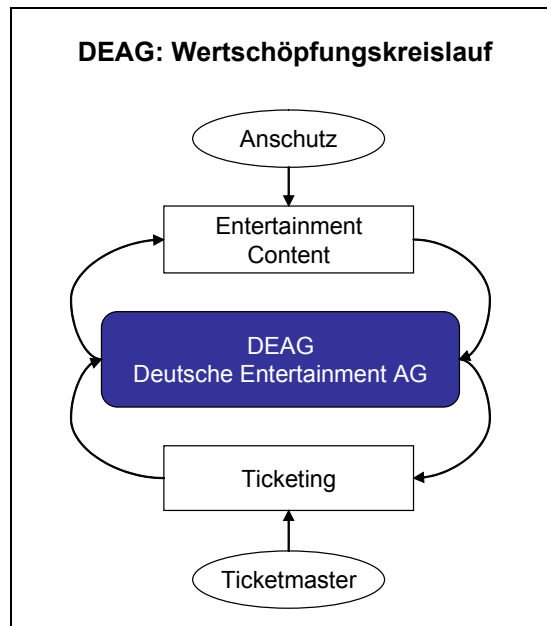 DEAG: Wertschöpfungskreislauf
Anschutz
Entertainment
Content
DEAG
Deutsche Entertainment AG
Ticketing
Ticketmaster